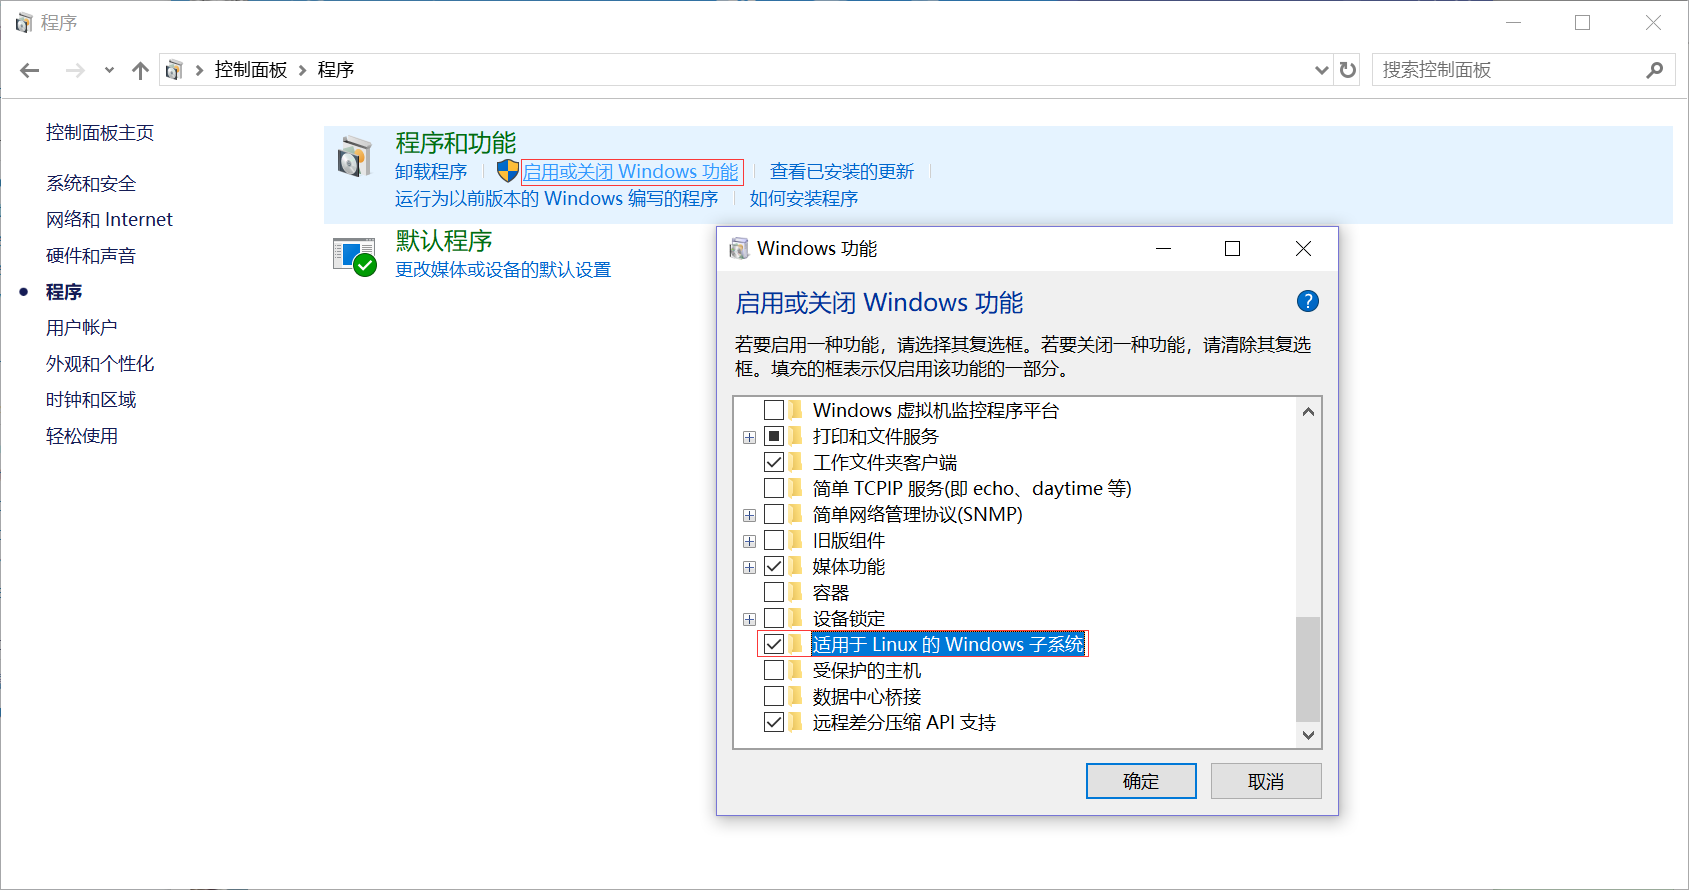 程序
控制面板 程序
搜索控制面板
控制面板主页
系统和安全
网络和 Internet
硬件和声音
程序
用户帐户
外观和个性化
时钟和区域
轻松使用
程序和功能
卸载程序 启用或关闭 Windows 功能 查看已安装的更新
运行为以前版本的 Windows 编写的程序 如何安装程序
默认程序
更改媒体或设备的默认设置
Windows 功能
启用或关闭 Windows 功能
?
若要启用一种功能，请选择其复选框。若要关闭一种功能，请清除其复选
框。填充的框表示仅启用该功能的一部分。
Windows 虚拟机监控程序平台
打印和文件服务
工作文件夹客户端
简单 TCPIP 服务(即 echo、daytime 等)
简单网络管理协议(SNMP)
旧版组件
媒体功能
容器
设备锁定
适用于 Linux 的 Windows 子系统
受保护的主机
数据中心桥接
远程差分压缩 API 支持
确定 取消